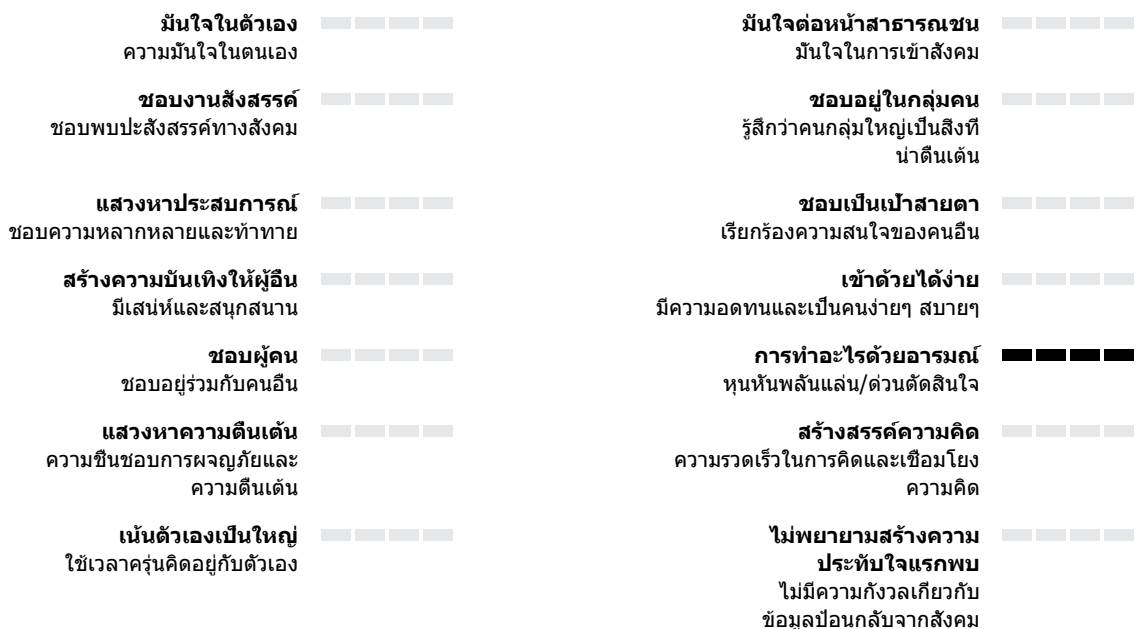 มั่นใจในตัวเอง
ความมั่นใจในตนเอง
ชอบงานสังสรรค์
ชอบพบปะสังสรรค์ทางสังคม
แสวงหาประสบการณ์
ชอบความหลากหลายและท้าทาย
สร้างความบันเทิงให้ผู้อื่น
มีเสน่ห์และสนุกสนาน
ชอบผู้คน
ชอบอยู่ร่วมกับคนอื่น
แสวงหาความตื่นเต้น
ความชื่นชอบการผจญภัยและ
ความตื่นเต้น
เน้นตัวเองเป็นใหญ่
ใช้เวลาครุ่นคิดอยู่กับตัวเอง
มั่นใจต่อหน้าสาธารณชน
มั่นใจในการเข้าสังคม
ชอบอยู่ในกลุ่มคน
รู้สึกว่าคนกลุ่มใหญ่เป็นสิ่งที่
น่าตื่นเต้น
ชอบเป็นเป้าสายตา
เรียกร้องความสนใจของคนอื่น
เข้าด้วยได้ง่าย
มีความอดทนและเป็นคนง่ายๆ สบายๆ
การทำอะไรด้วยอารมณ์
หุนหันพลันแล่น/ด่วนตัดสินใจ
สร้างสรรค์ความคิด
ความรวดเร็วในการคิดและเชื่อมโยง
ความคิด
ไม่พยายามสร้างความ
ประทับใจแรกพบ
ไม่มีความกังวลเกี่ยวกับ
ข้อมูลป้อนกลับจากสังคม